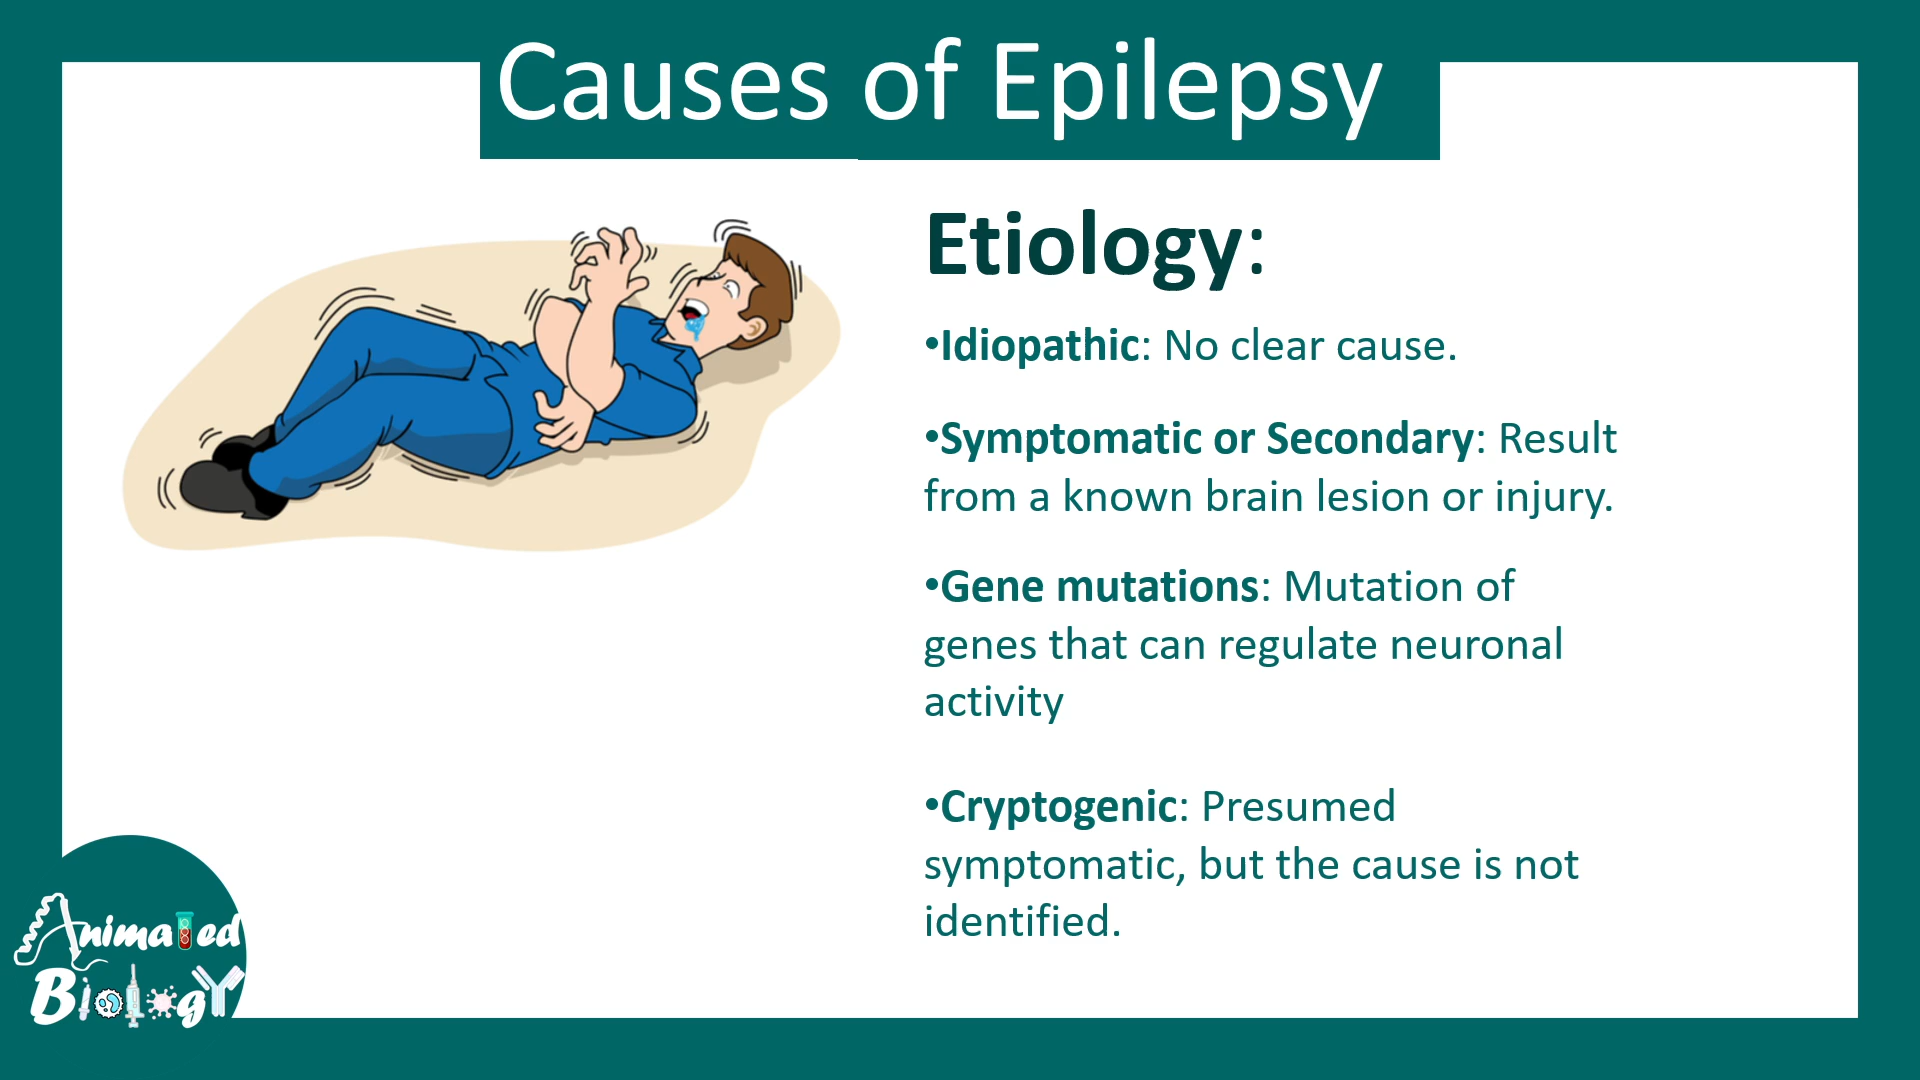 Causes of Epilepsy
Etiology:
•Idiopathic: No clear cause.
•Symptomatic or Secondary: Result
from a known brain lesion or injury.
•Gene mutations: Mutation of
genes that can regulate neuronal
activity
•Cryptogenic: Presumed
symptomatic, but the cause is not
identified.
Animated
Biology